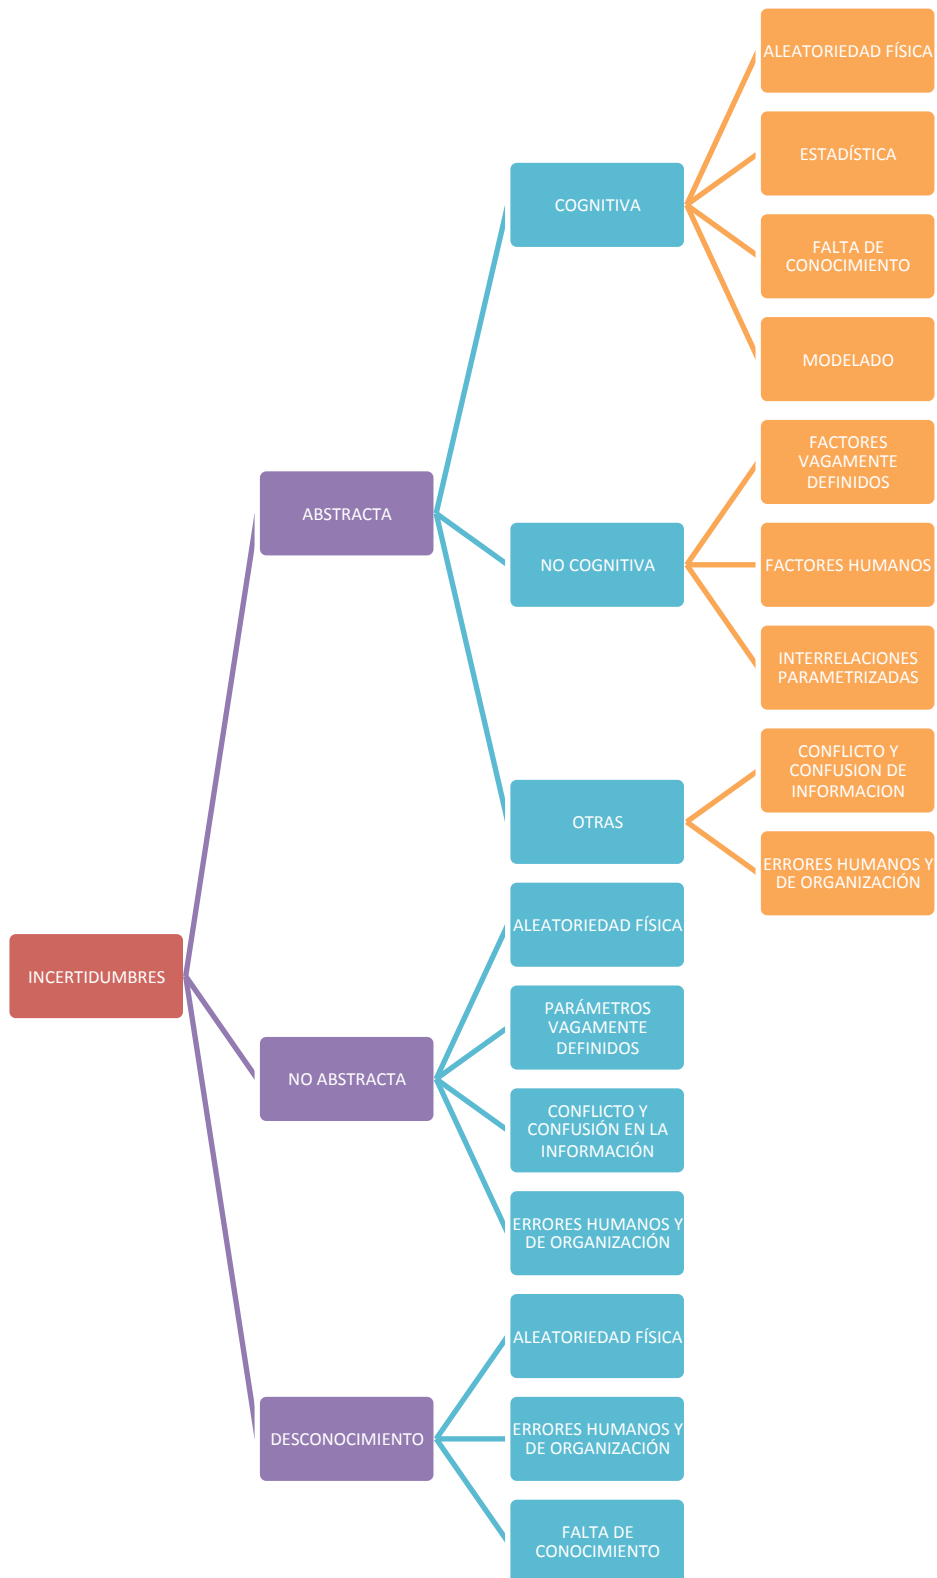 INCERTIDUMBRES
ABSTRACTA
COGNITIVA
ALEATORIEDAD FÍSICA
ESTADÍSTICA
FALTA DE
CONOCIMIENTO
MODELADO
NO COGNITIVA
FACTORES
VAGAMENTE
DEFINIDOS
FACTORES HUMANOS
INTERRELACIONES
PARAMETRIZADAS
OTRAS
CONFLICTO Y
CONFUSION DE
INFORMACION
ERRORES HUMANOS Y
DE ORGANIZACIÓN
NO ABSTRACTA
ALEATORIEDAD FÍSICA
PARÁMETROS
VAGAMENTE
DEFINIDOS
CONFLICTO Y
CONFUSIÓN EN LA
INFORMACIÓN
ERRORES HUMANOS Y
DE ORGANIZACIÓN
DESCONOCIMIENTO
ALEATORIEDAD FÍSICA
ERRORES HUMANOS Y
DE ORGANIZACIÓN
FALTA DE
CONOCIMIENTO